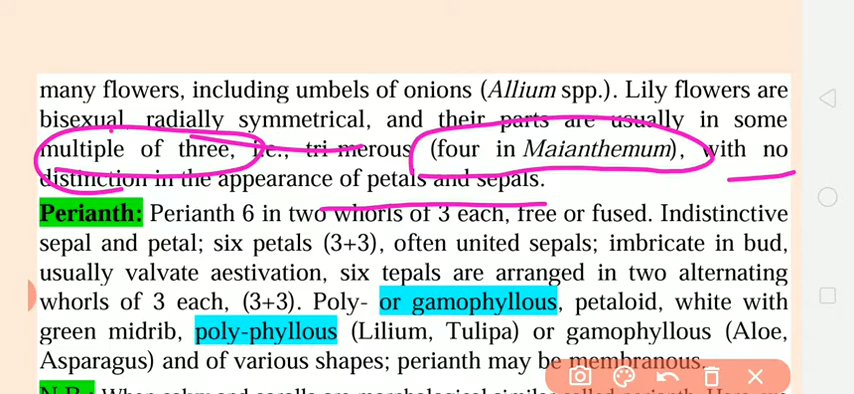 many flowers, including umbels of onions (Allium spp.). Lily flowers are
bisexual, radially symmetrical, and their parts are usually in some
multiple of three, i.e., tri-merous (four in Maianthemum), with no
distinction in the appearance of petals and sepals.
Perianth: Perianth 6 in two whorls of 3 each, free or fused. Indistinctive
sepal and petal; six petals (3+3), often united sepals; imbricate in bud,
usually valvate aestivation, six tepals are arranged in two alternating
whorls of 3 each, (3+3). Poly- or gamophyllous, petaloid, white with
green midrib, poly-phyllous (Lilium, Tulipa) or gamophyllous (Aloe,
Asparagus) and of various shapes; perianth may be membranous.